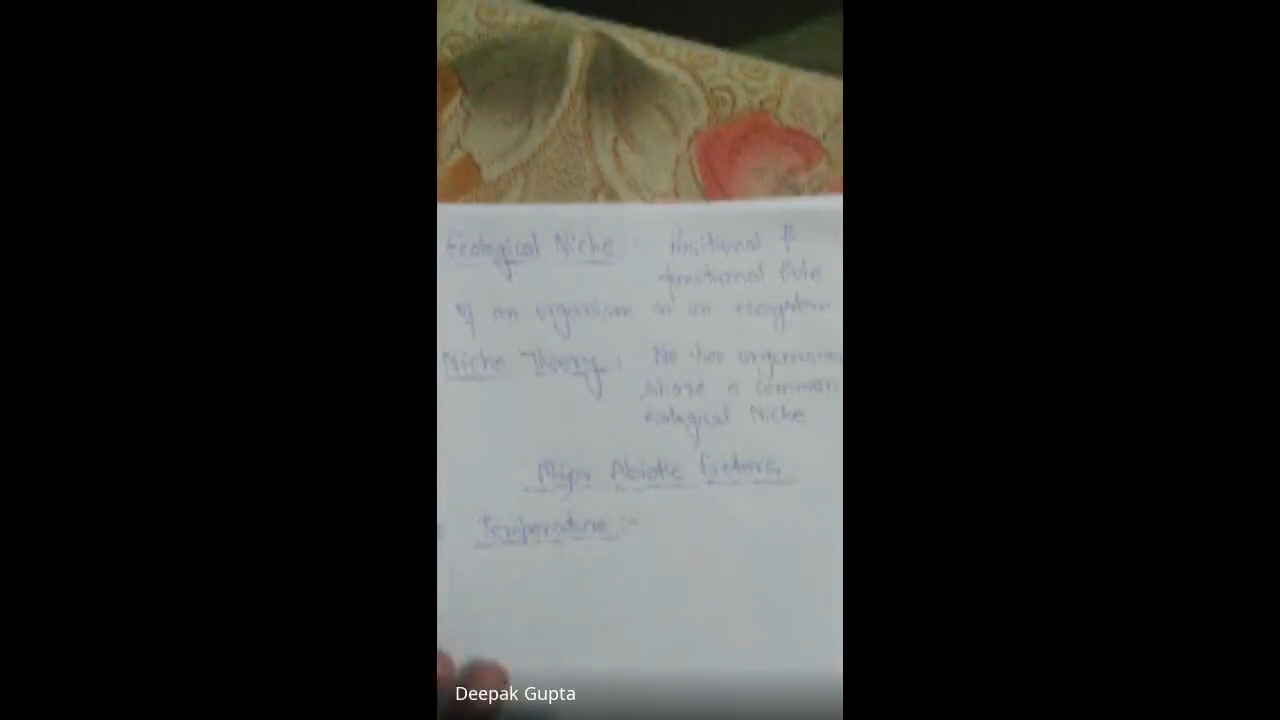 Ecological Niche : Positional &
functional Role
of an organism in an ecosystem
Niche Theory : No two organisms
share a common
ecological Niche
Major Abiotic factors
Temperature :-
Deepak Gupta